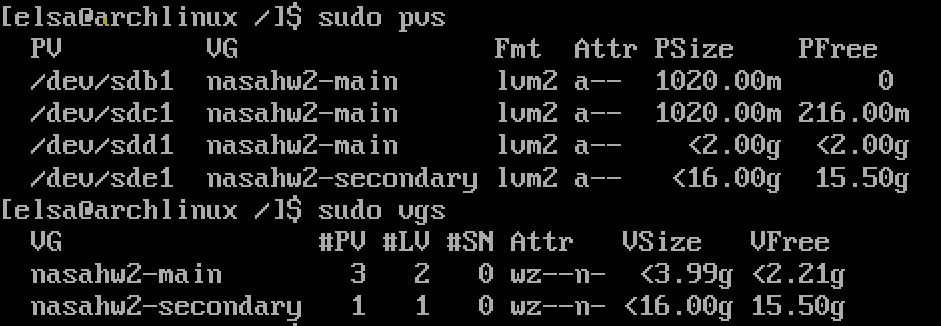 [elsa@archlinux /]$ sudo pvs
  PV         VG                Fmt  Attr PSize    PFree
  /dev/sdb1  nasahw2-main      lvm2 a--  1020.00m      0
  /dev/sdc1  nasahw2-main      lvm2 a--  1020.00m 216.00m
  /dev/sdd1  nasahw2-main      lvm2 a--    <2.00g  <2.00g
  /dev/sde1  nasahw2-secondary lvm2 a--   <16.00g  15.50g
[elsa@archlinux /]$ sudo vgs
  VG                #PV #LV #SN Attr   VSize   VFree
  nasahw2-main        3   2   0 wz--n-  <3.99g <2.21g
  nasahw2-secondary   1   1   0 wz--n- <16.00g 15.50g